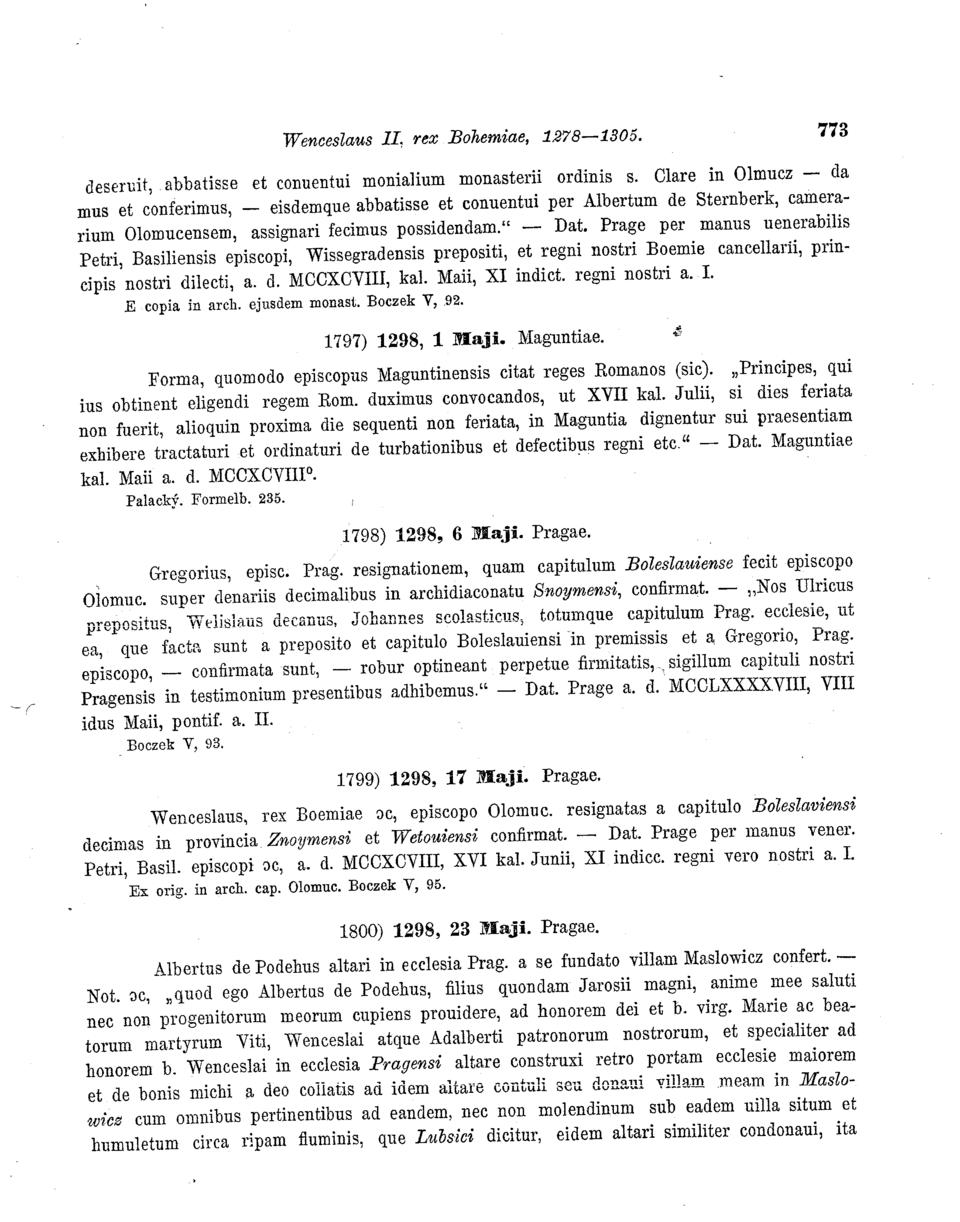 Wenceslaus II, rex Bohemiae, 1278—1305. 773
deseruit, abbatisse et conuentui monialium monasterii ordinis s. Clare in Olmucz — da
mus et conferimus, — eisdemque abbatisse et conuentui per Albertum de Sternberk, camera-
rium Olomucensem, assignari fecimus possidendam.“ — Dat. Prage per manus uenerabilis
Petri, Basiliensis episcopi, Wissegradensis prepositi, et regni nostri Boemie cancellarii, prin-
cipis nostri dilecti, a. d. MCCXCVIII, kal. Maii, XI indict. regni nostri a. I.
E copia in arch. ejusdem monast. Boczek V, 92.
1797) 1298, 1 Maji. Maguntiae.
Forma, quomodo episcopus Maguntinensis citat reges Romanos (sic). „Principes, qui
ius obtinent eligendi regem Rom. duximus convocandos, ut XVII kal. Julii, si dies feriata
non fuerit, alioquin proxima die sequenti non feriata, in Maguntia dignentur sui praesentiam
exhibere tractaturi et ordinaturi de turbationibus et defectibus regni etc.“ — Dat. Maguntiae
kal. Maii a. d. MCCXCVIII⁰.
Palacký. Formelb. 235.
1798) 1298, 6 Maji. Pragae.
Gregorius, episc. Prag. resignationem, quam capitulum Boleslauiense fecit episcopo
Olomuc. super denariis decimalibus in archidiaconatu Snoymensi, confirmat. — „Nos Ulricus
prepositus, Welislaus decanus, Johannes scolasticus, totumque capitulum Prag. ecclesie, ut
ea, que facta sunt a preposito et capitulo Boleslauiensi in premissis et a Gregorio, Prag.
episcopo, — confirmata sunt, — robur optineant perpetue firmitatis, sigillum capituli nostri
Pragensis in testimonium presentibus adhibemus.“ — Dat. Prage a. d. MCCLXXXXVIII, VIII
idus Maii, pontif. a. II.
Boczek V, 93.
1799) 1298, 17 Maji. Pragae.
Wenceslaus, rex Boemiae ɔc, episcopo Olomuc. resignatas a capitulo Boleslaviensi
decimas in provincia Znoymensi et Wetouiensi confirmat. — Dat. Prage per manus vener.
Petri, Basil. episcopi ɔc, a. d. MCCXCVIII, XVI kal. Junii, XI indicc. regni vero nostri a. I.
Ex orig. in arch. cap. Olomuc. Boczek V, 95.
1800) 1298, 23 Maji. Pragae.
Albertus de Podehus altari in ecclesia Prag. a se fundato villam Maslowicz confert. —
Not. ɔc, „quod ego Albertus de Podehus, filius quondam Jarosii magni, anime mee saluti
nec non progenitorum meorum cupiens prouidere, ad honorem dei et b. virg. Marie ac bea-
torum martyrum Viti, Wenceslai atque Adalberti patronorum nostrorum, et specialiter ad
honorem b. Wenceslai in ecclesia Pragensi altare construxi retro portam ecclesie maiorem
et de bonis michi a deo collatis ad idem altare contuli seu donaui villam meam in Maslo-
wicz cum omnibus pertinentibus ad eandem, nec non molendinum sub eadem uilla situm et
humuletum circa ripam fluminis, que Lubsici dicitur, eidem altari similiter condonaui, ita